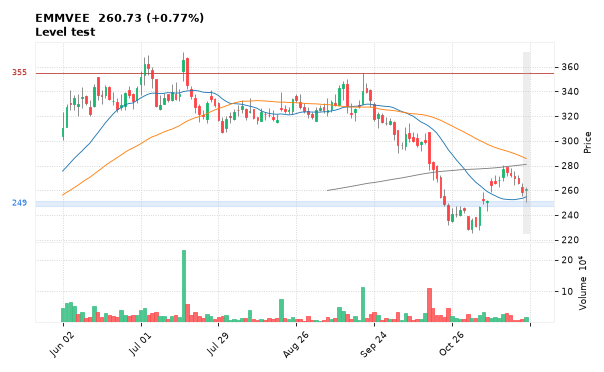 EMMVEE 260.73 (+0.77%)
Level test
355
249
360
340
320
300
280
260
240
220
Price
20
10
Volume 10⁶
Jun 02
Jul 01
Jul 29
Aug 26
Sep 24
Oct 26